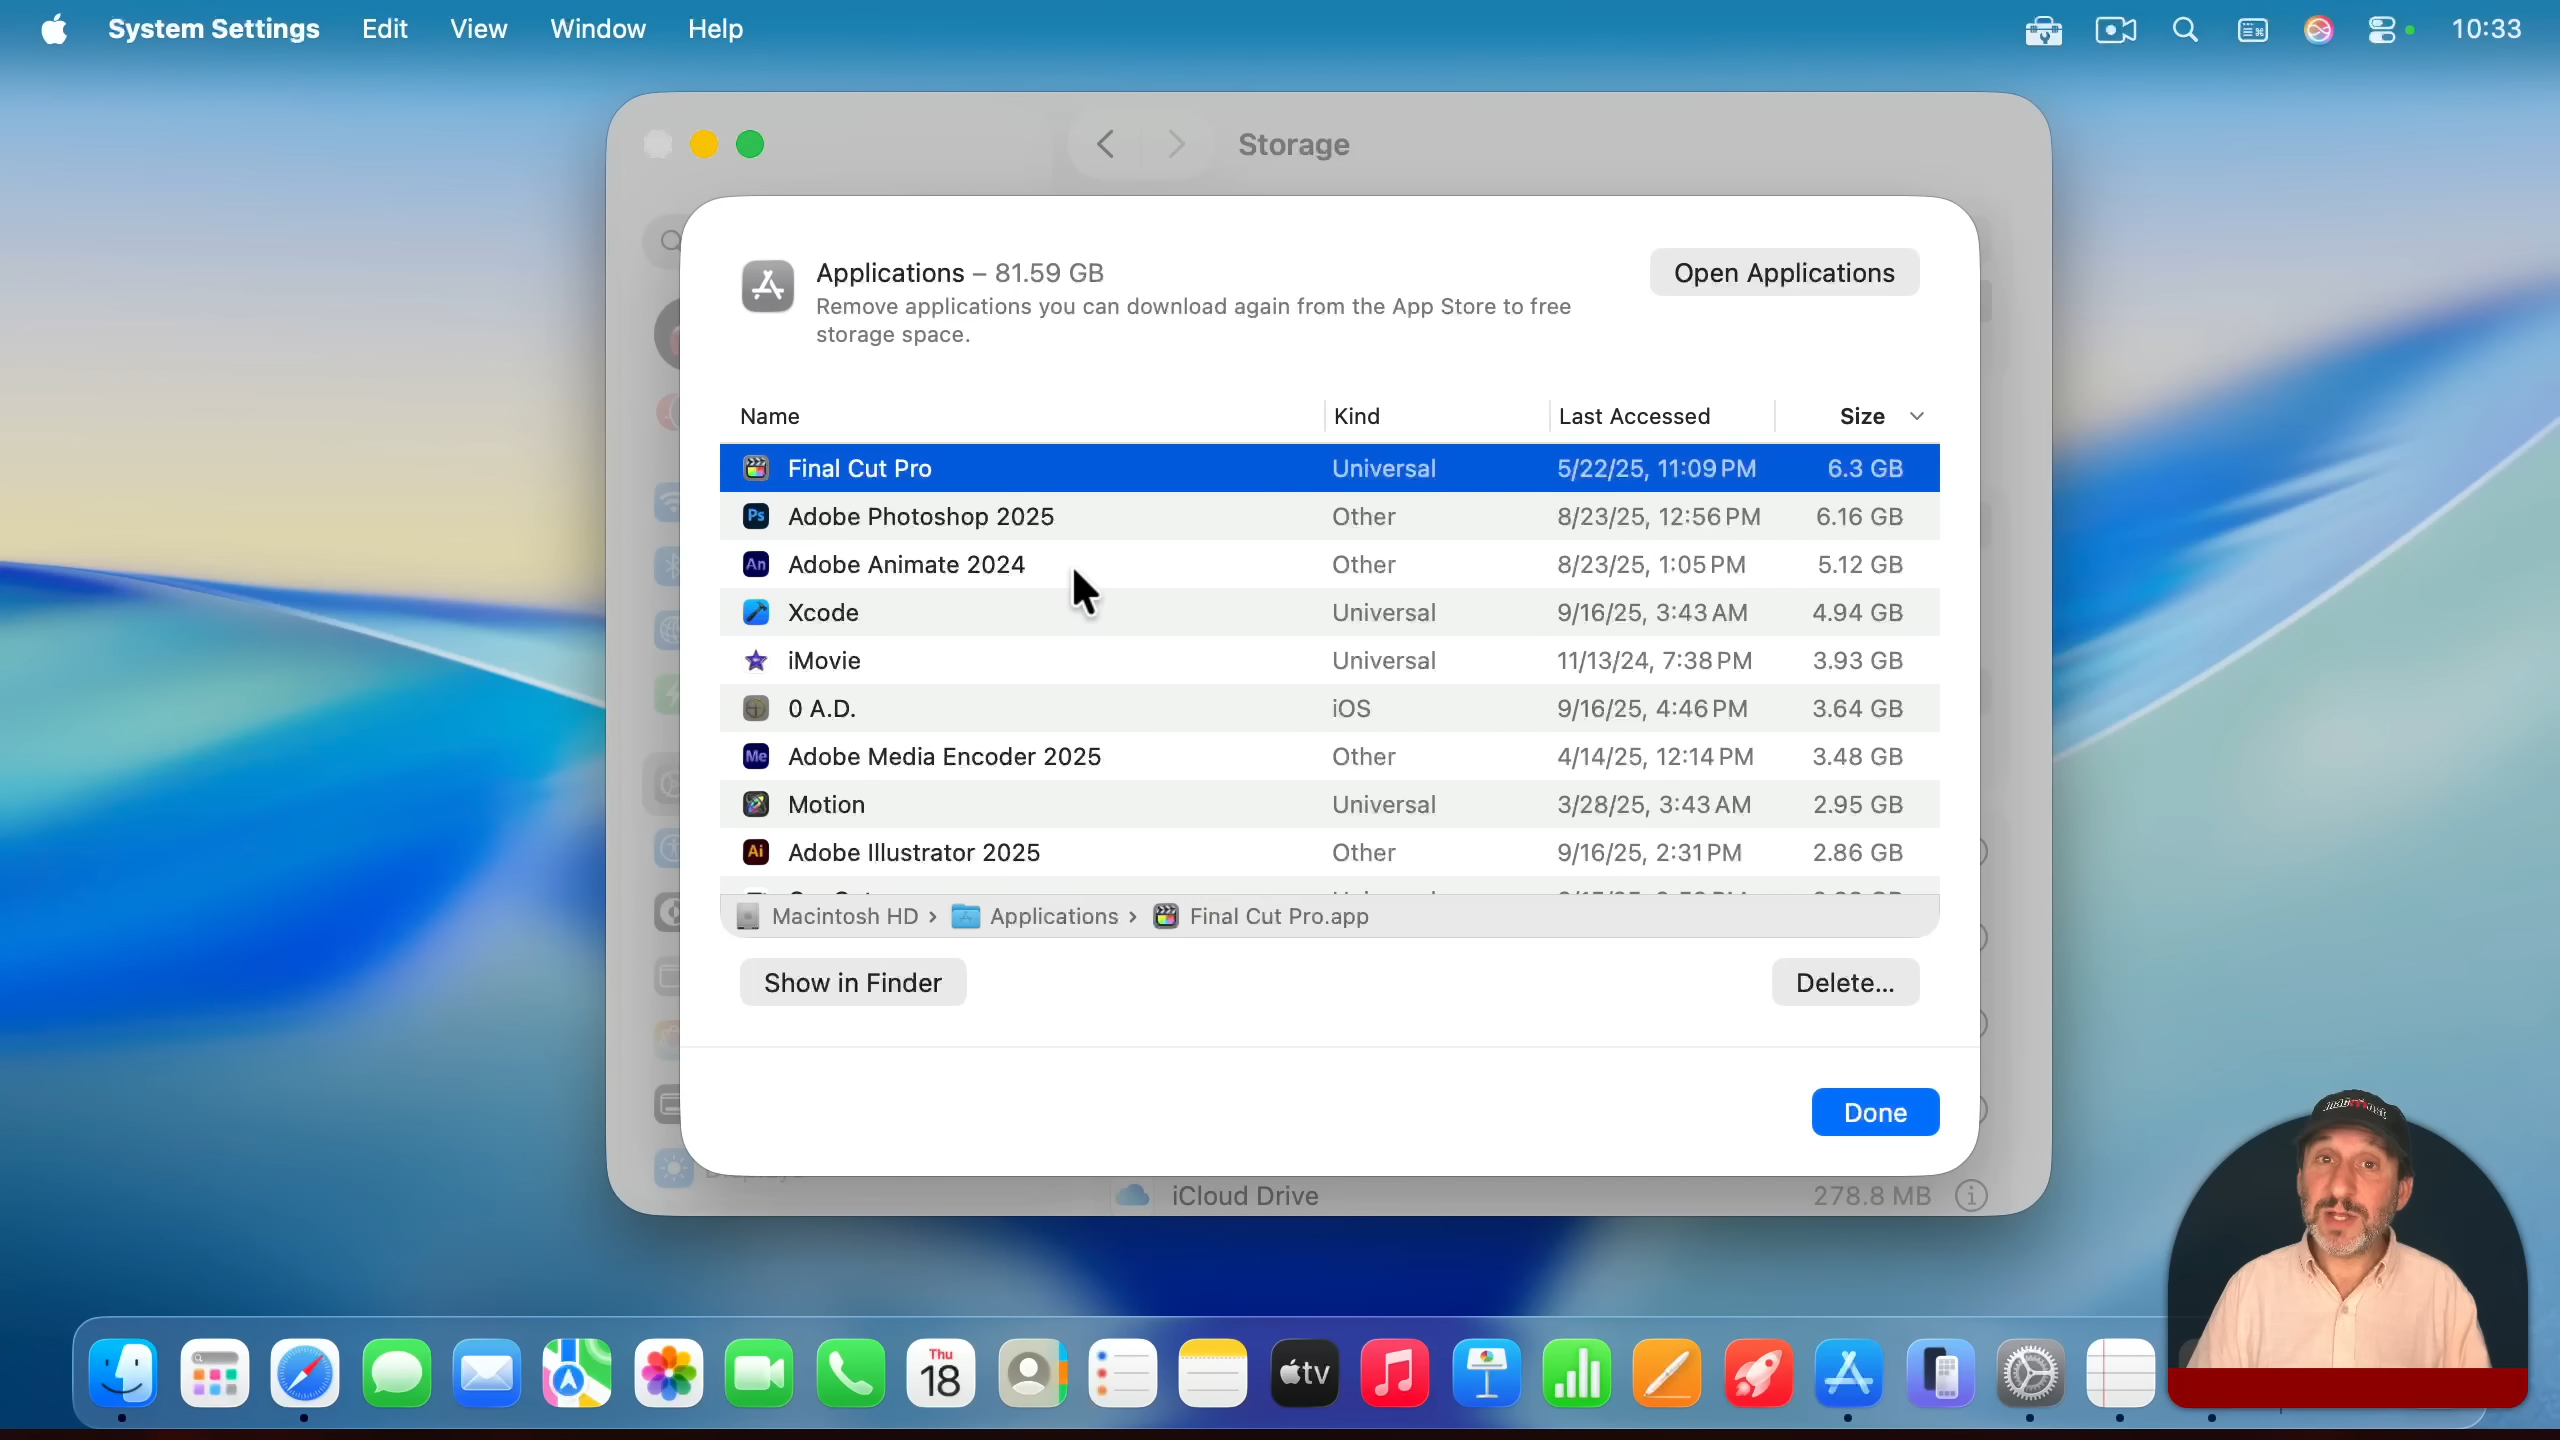 System Settings Edit View Window Help 10:33
Storage
Applications – 81.59 GB
Open Applications
Remove applications you can download again from the App Store to free
storage space.
Name Kind Last Accessed Size
Final Cut Pro Universal 5/22/25, 11:09 PM 6.3 GB
Ps Adobe Photoshop 2025 Other 8/23/25, 12:56 PM 6.16 GB
An Adobe Animate 2024 Other 8/23/25, 1:05 PM 5.12 GB
Xcode Universal 9/16/25, 3:43 AM 4.94 GB
iMovie Universal 11/13/24, 7:38 PM 3.93 GB
0 A.D. iOS 9/16/25, 4:46 PM 3.64 GB
Me Adobe Media Encoder 2025 Other 4/14/25, 12:14 PM 3.48 GB
Motion Universal 3/28/25, 3:43 AM 2.95 GB
Ai Adobe Illustrator 2025 Other 9/16/25, 2:31 PM 2.86 GB
Macintosh HD › Applications › Final Cut Pro.app
Show in Finder Delete...
Done
iCloud Drive 278.8 MB
Thu
18
tv